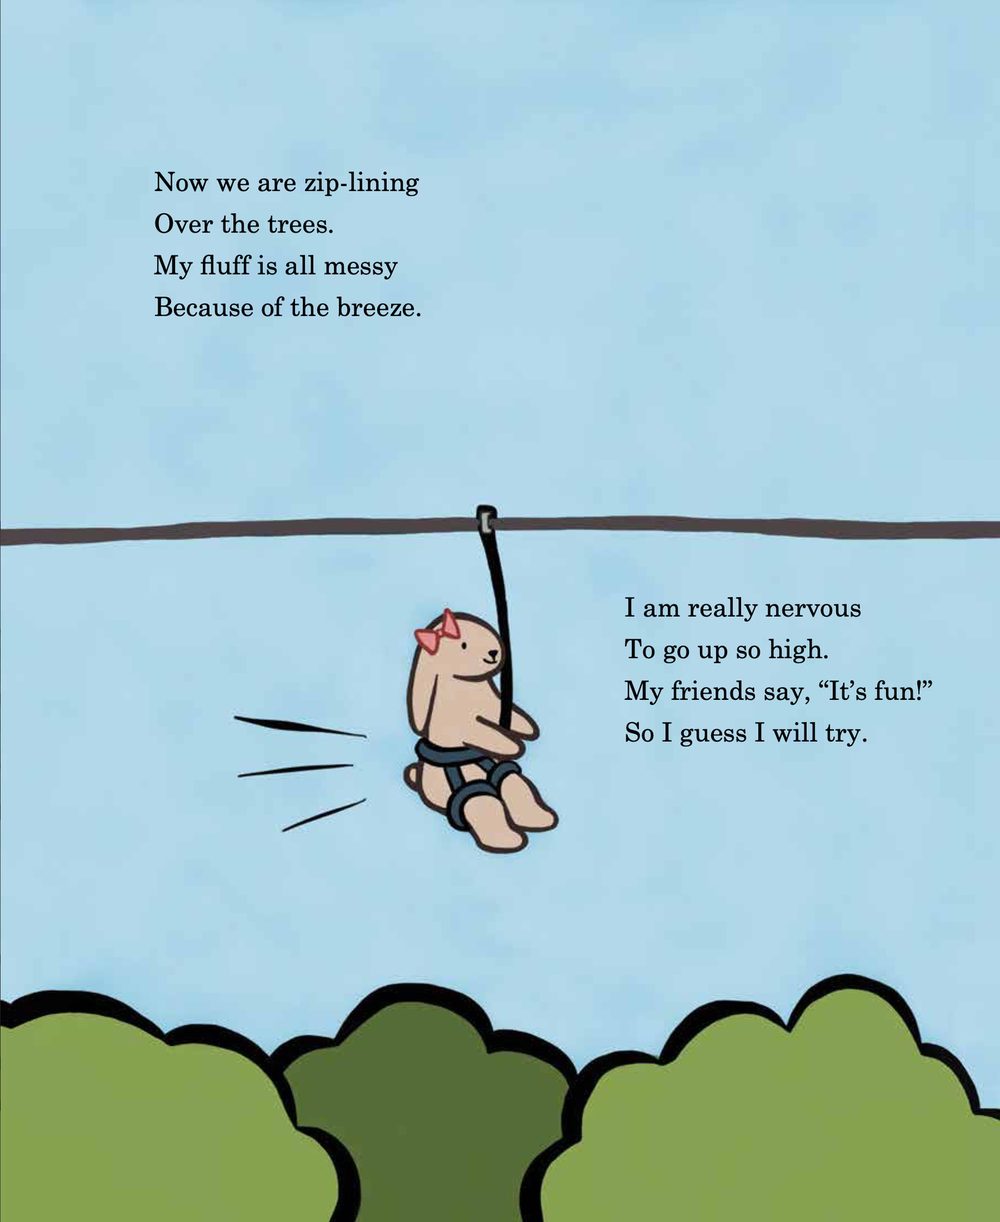 Now we are zip-lining
Over the trees.
My fluff is all messy
Because of the breeze.
I am really nervous
To go up so high.
My friends say, “It’s fun!”
So I guess I will try.